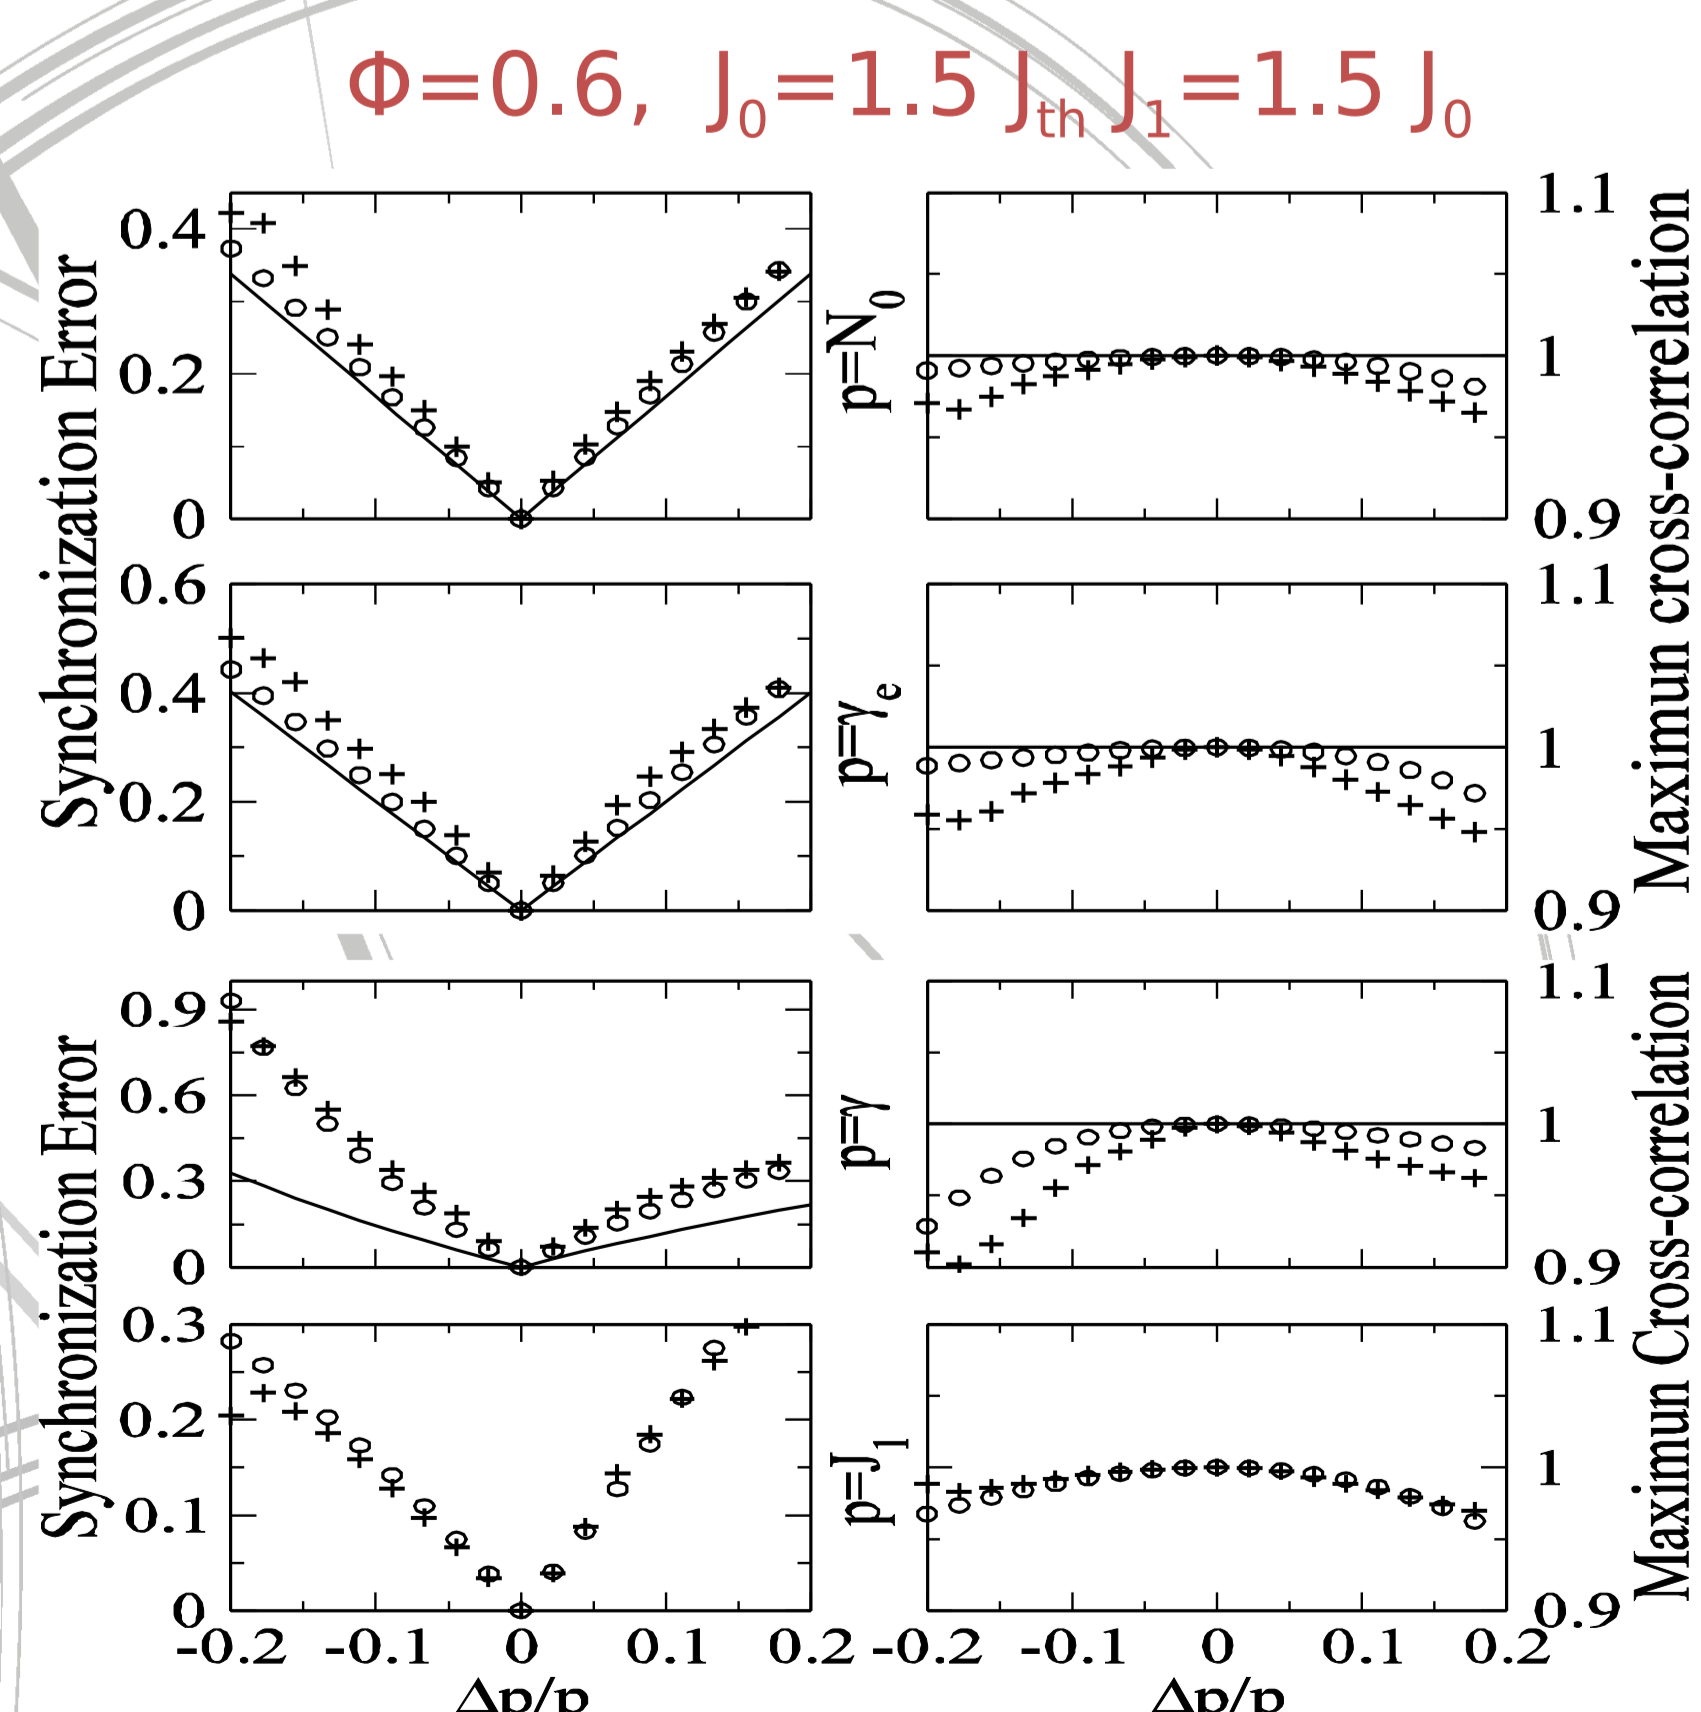 Φ=0.6, J0=1.5 Jth J1=1.5 J0
Synchronization Error
0.4
0.2
0
p=N0
1.1
1
0.9
Maximun cross-correlation
0.6
0.4
0.2
0
p=γe
1.1
1
0.9
Synchronization Error
0.9
0.6
0.3
0
p=γ
1.1
1
0.9
Maximun Cross-correlation
0.3
0.2
0.1
0
p=J1
1.1
1
0.9
-0.2 -0.1 0 0.1 0.2
-0.2 -0.1 0 0.1 0.2
Δp/p
Δp/p